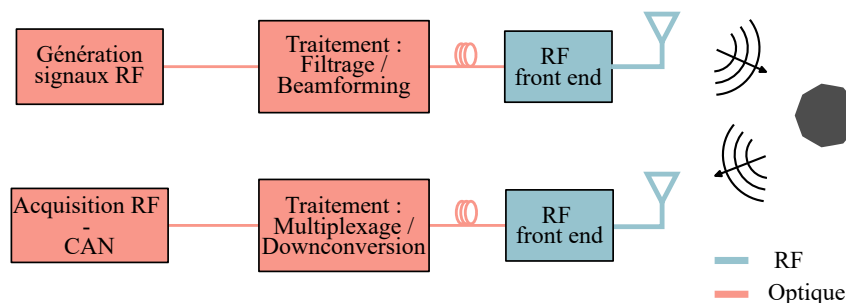 Génération
signaux RF
Traitement :
Filtrage /
Beamforming
RF
front end
Acquisition RF
-
CAN
Traitement :
Multiplexage /
Downconversion
RF
front end
RF
Optique